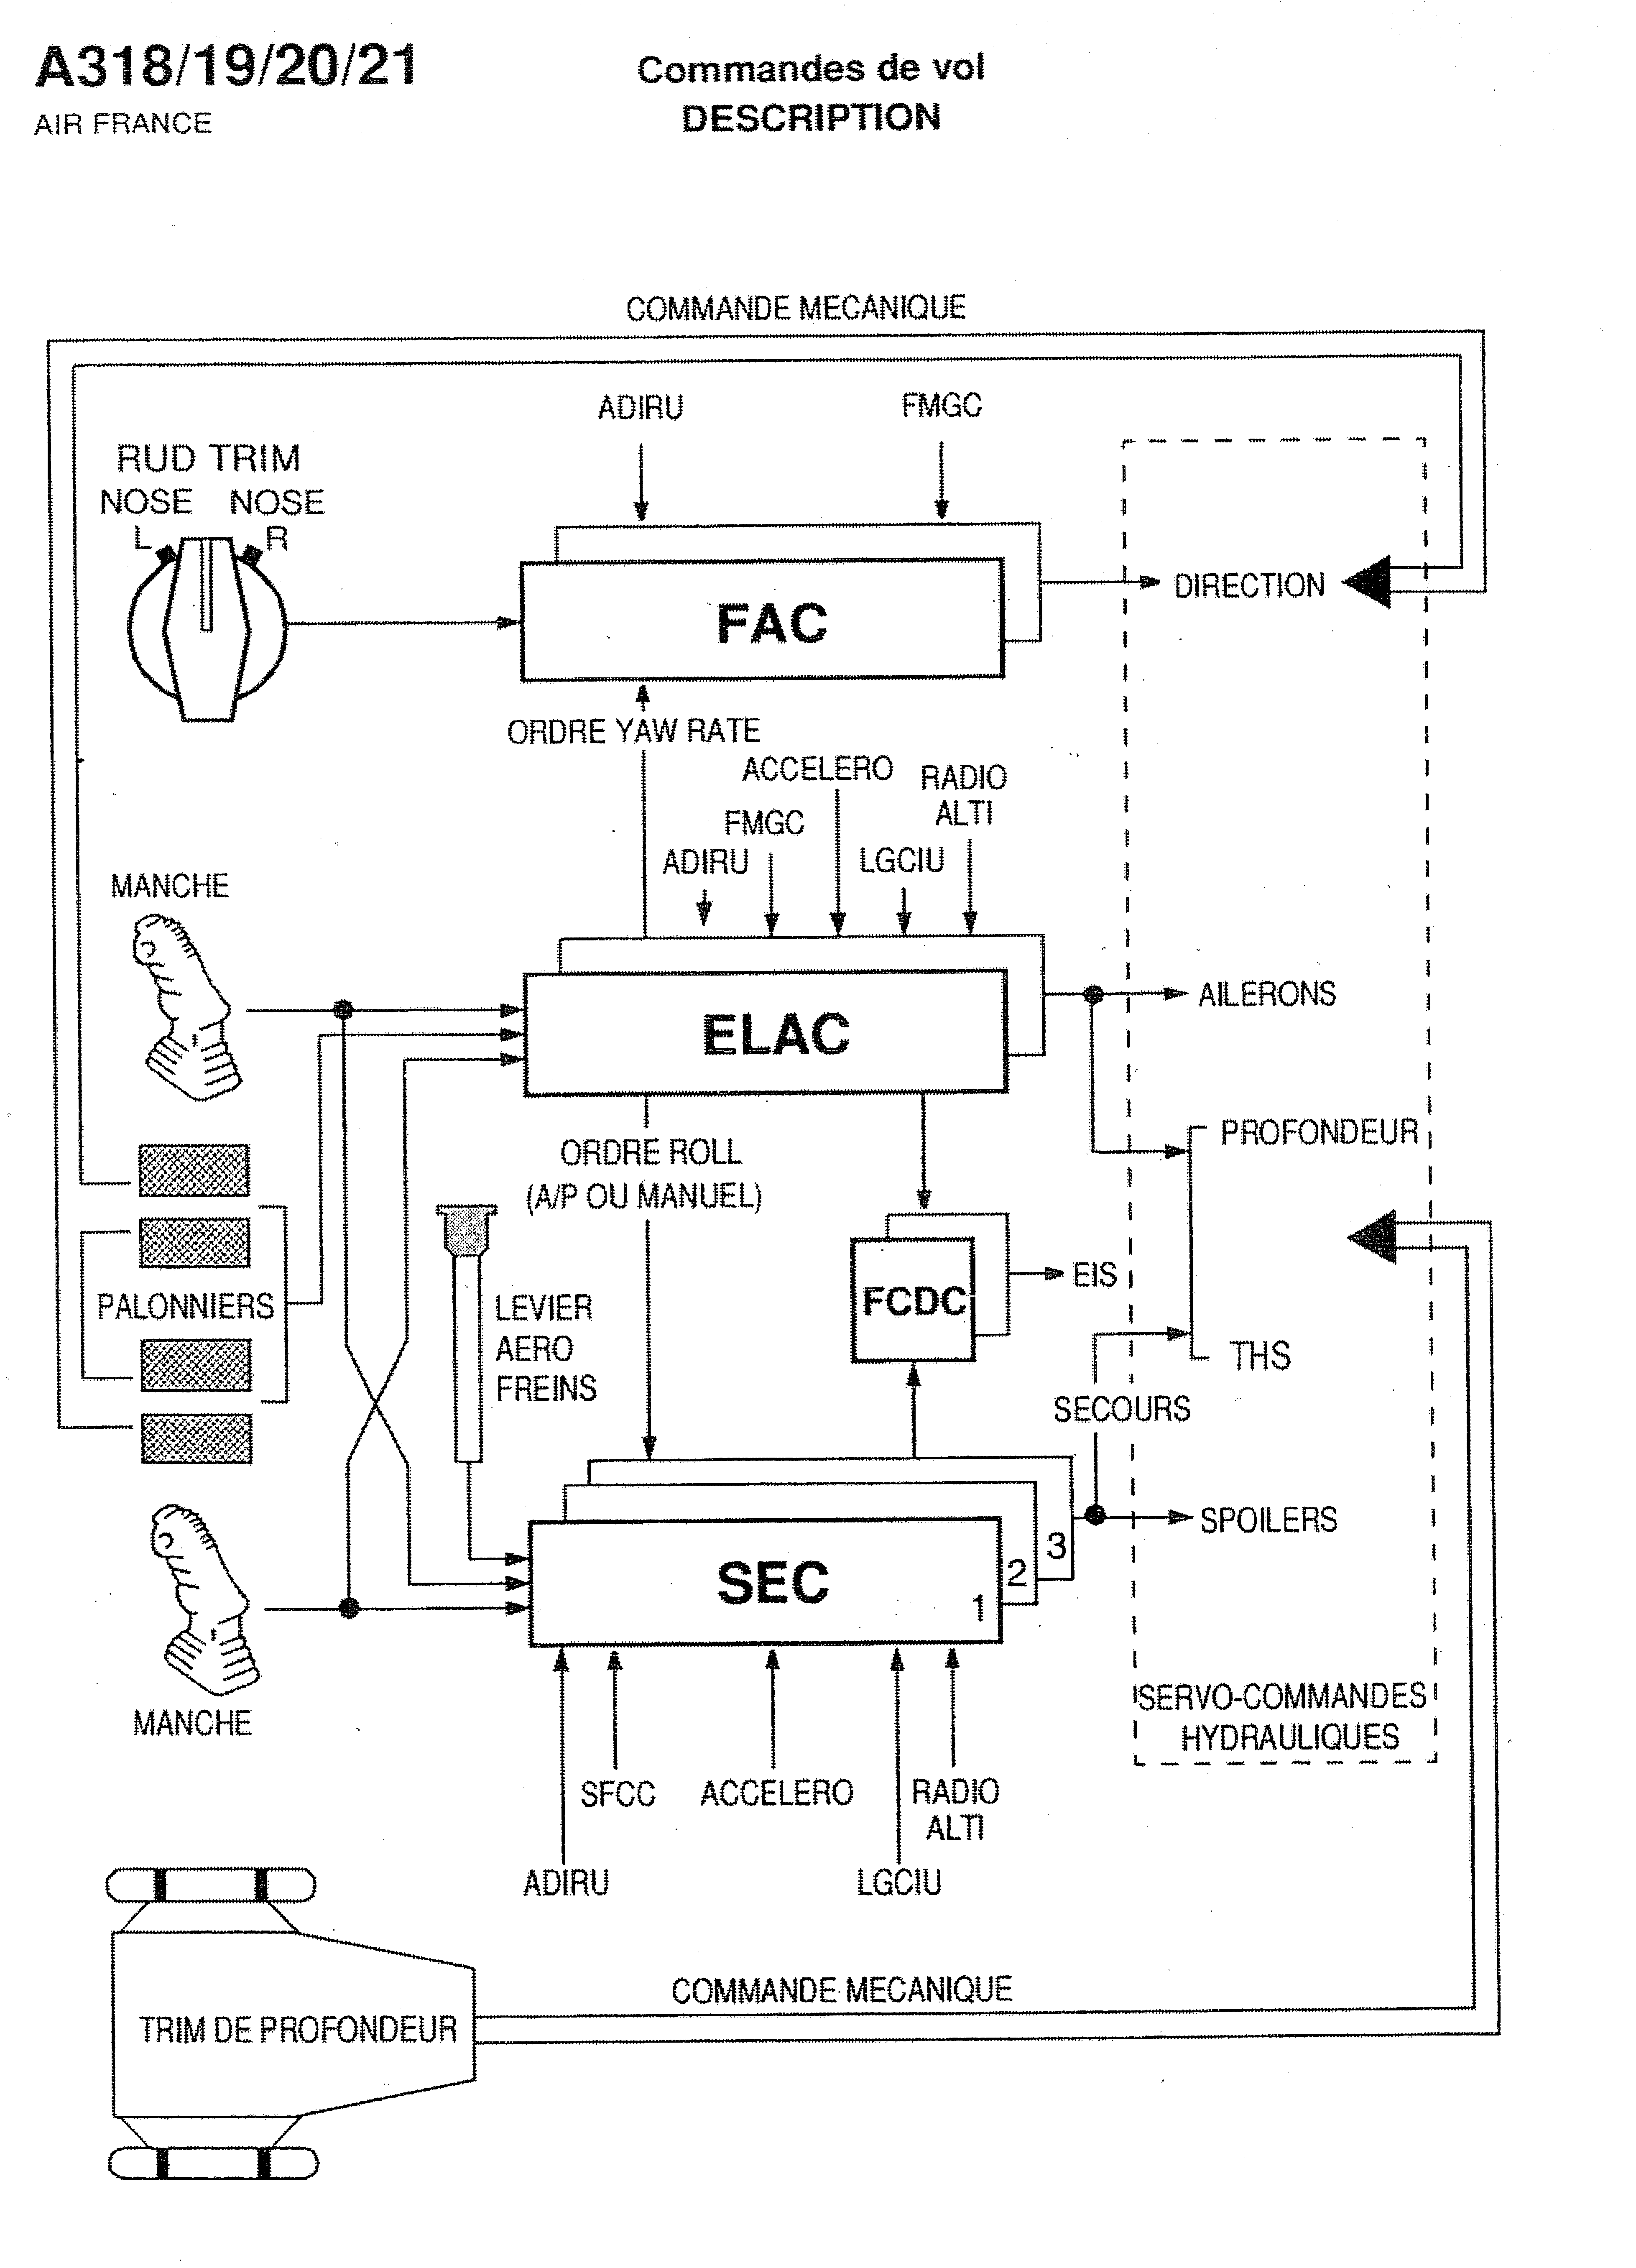 A318/19/20/21
AIR FRANCE
Commandes de vol
DESCRIPTION
COMMANDE MECANIQUE
ADIRU
FMGC
RUD TRIM
NOSE NOSE
L R
FAC
DIRECTION
ORDRE YAW RATE
ACCELERO
RADIO
ALTI
FMGC
ADIRU
LGCIU
MANCHE
ELAC
AILERONS
PROFONDEUR
ORDRE ROLL
(A/P OU MANUEL)
PALONNIERS
LEVIER
AERO
FREINS
FCDC
EIS
THS
SECOURS
SEC
1
2
3
SPOILERS
MANCHE
SERVO-COMMANDES
HYDRAULIQUES
SFCC
ACCELERO
RADIO
ALTI
ADIRU
LGCIU
COMMANDE MECANIQUE
TRIM DE PROFONDEUR